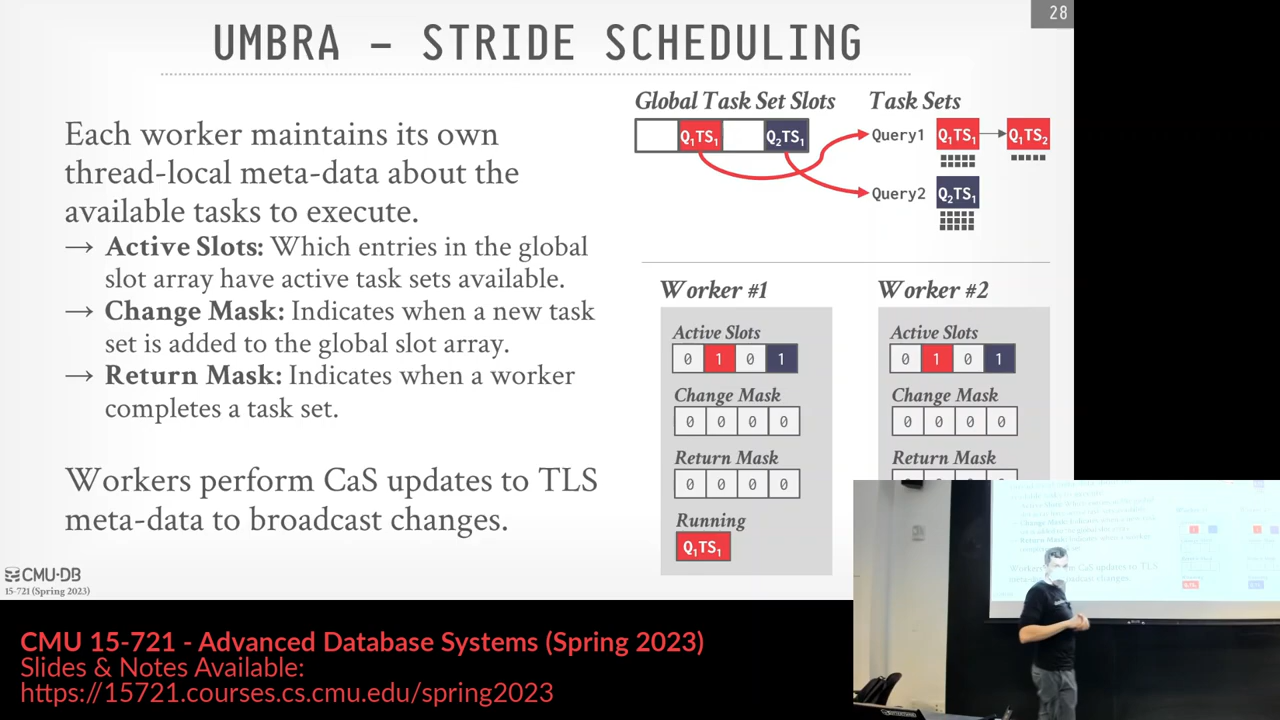 28
UMBRA – STRIDE SCHEDULING
Each worker maintains its own
thread-local meta-data about the
available tasks to execute.
→ Active Slots: Which entries in the global
slot array have active task sets available.
→ Change Mask: Indicates when a new task
set is added to the global slot array.
→ Return Mask: Indicates when a worker
completes a task set.
Workers perform CaS updates to TLS
meta-data to broadcast changes.
Global Task Set Slots
Q₁TS₁ Q₂TS₁
Task Sets
Query1 Q₁TS₁ Q₁TS₂
Query2 Q₂TS₁
Worker #1
Active Slots
0 1 0 1
Change Mask
0 0 0 0
Return Mask
0 0 0 0
Running
Q₁TS₁
Worker #2
Active Slots
0 1 0 1
Change Mask
0 0 0 0
Return Mask
CMU·DB
15-721 (Spring 2023)
CMU 15-721 - Advanced Database Systems (Spring 2023)
Slides & Notes Available:
https://15721.courses.cs.cmu.edu/spring2023